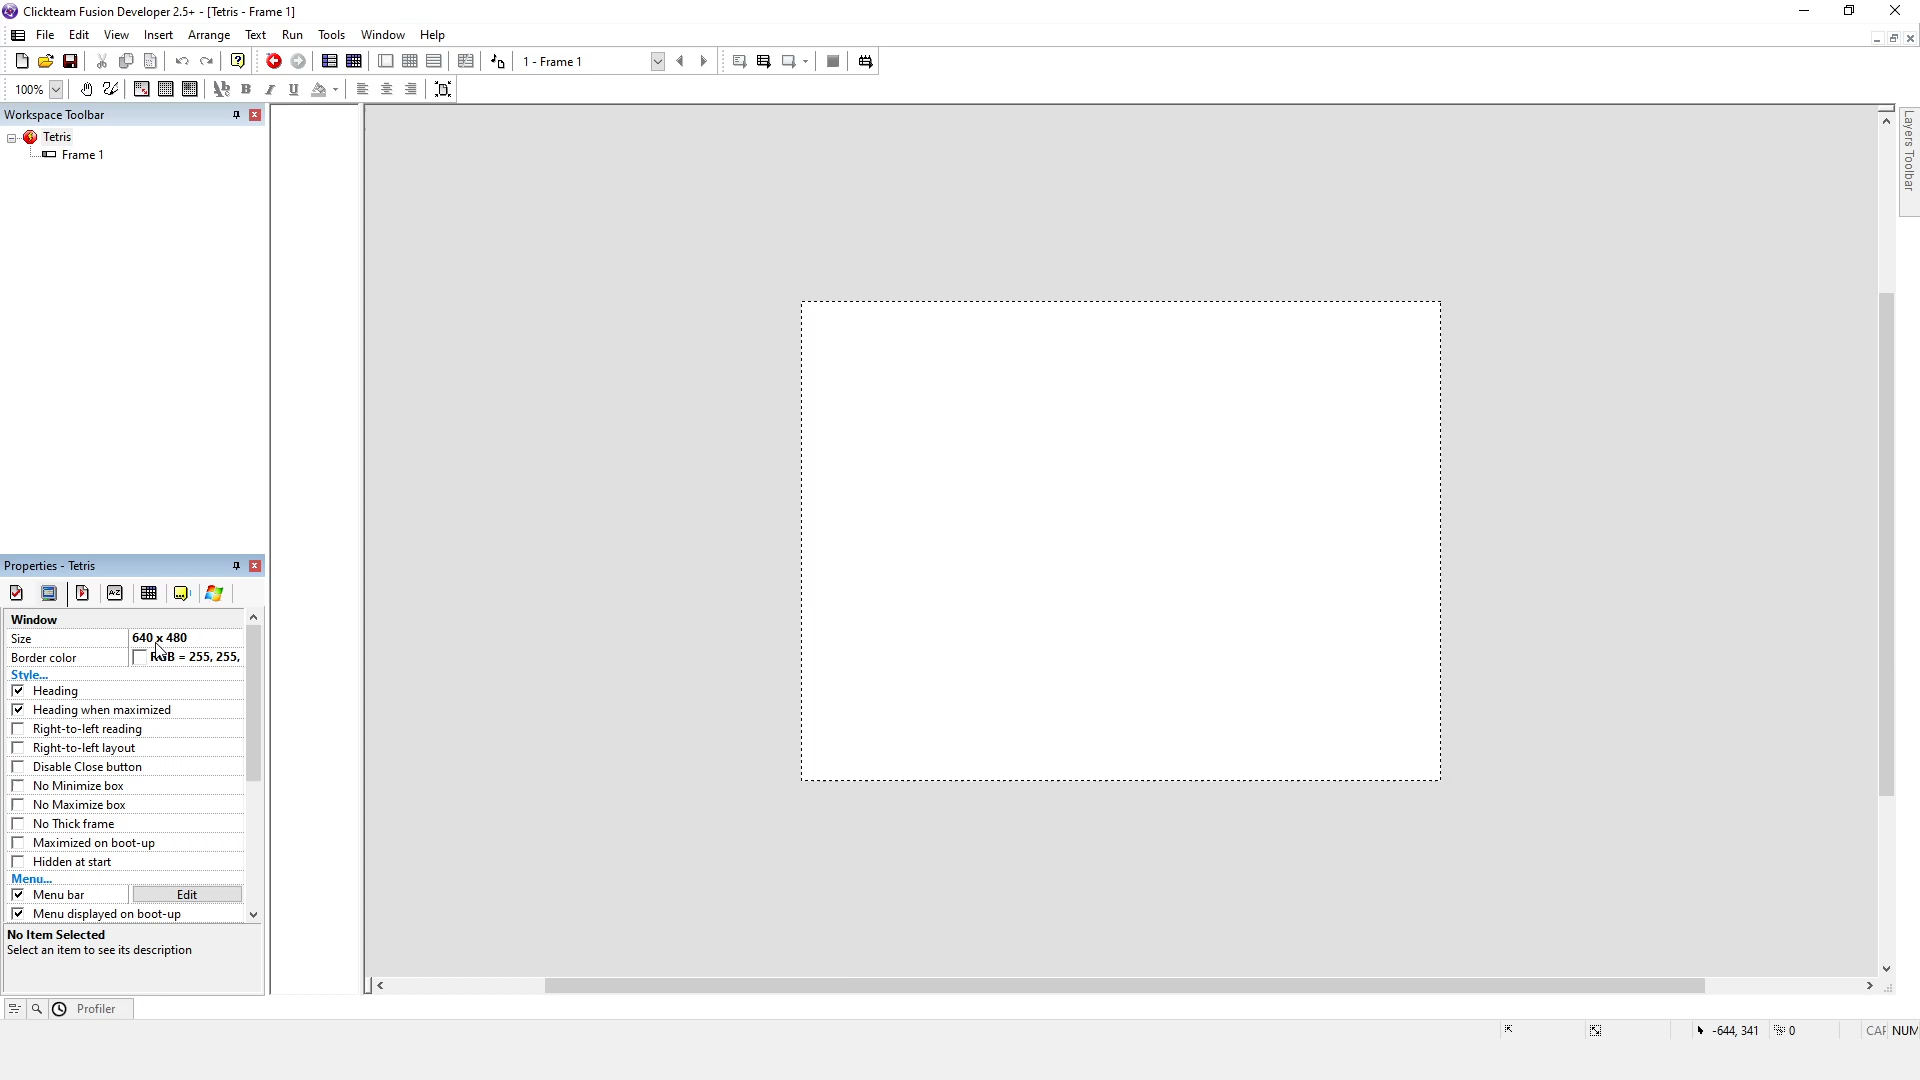 Clickteam Fusion Developer 2.5+ - [Tetris - Frame 1]
File Edit View Insert Arrange Text Run Tools Window Help
1 - Frame 1
100%
Workspace Toolbar
Tetris
Frame 1
Layers Toolbar
Properties - Tetris
Window
Size 640 x 480
Border color RGB = 255, 255,
Style...
Heading
Heading when maximized
Right-to-left reading
Right-to-left layout
Disable Close button
No Minimize box
No Maximize box
No Thick frame
Maximized on boot-up
Hidden at start
Menu...
Menu bar Edit
Menu displayed on boot-up
No Item Selected
Select an item to see its description
Profiler
-644, 341 0 CAP NUM